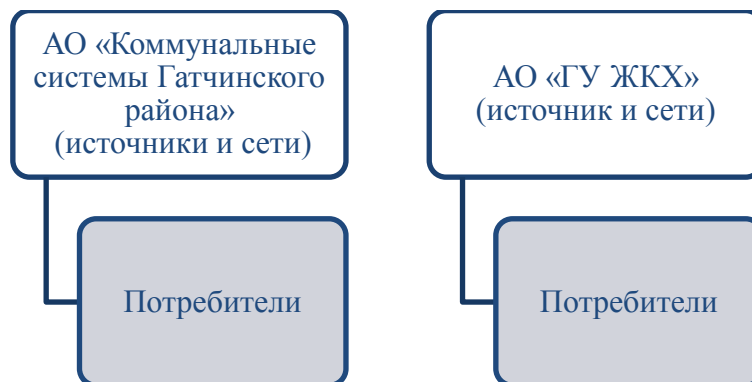 АО «Коммунальные
системы Гатчинского
района»
(источники и сети)
АО «ГУ ЖКХ»
(источник и сети)
Потребители
Потребители